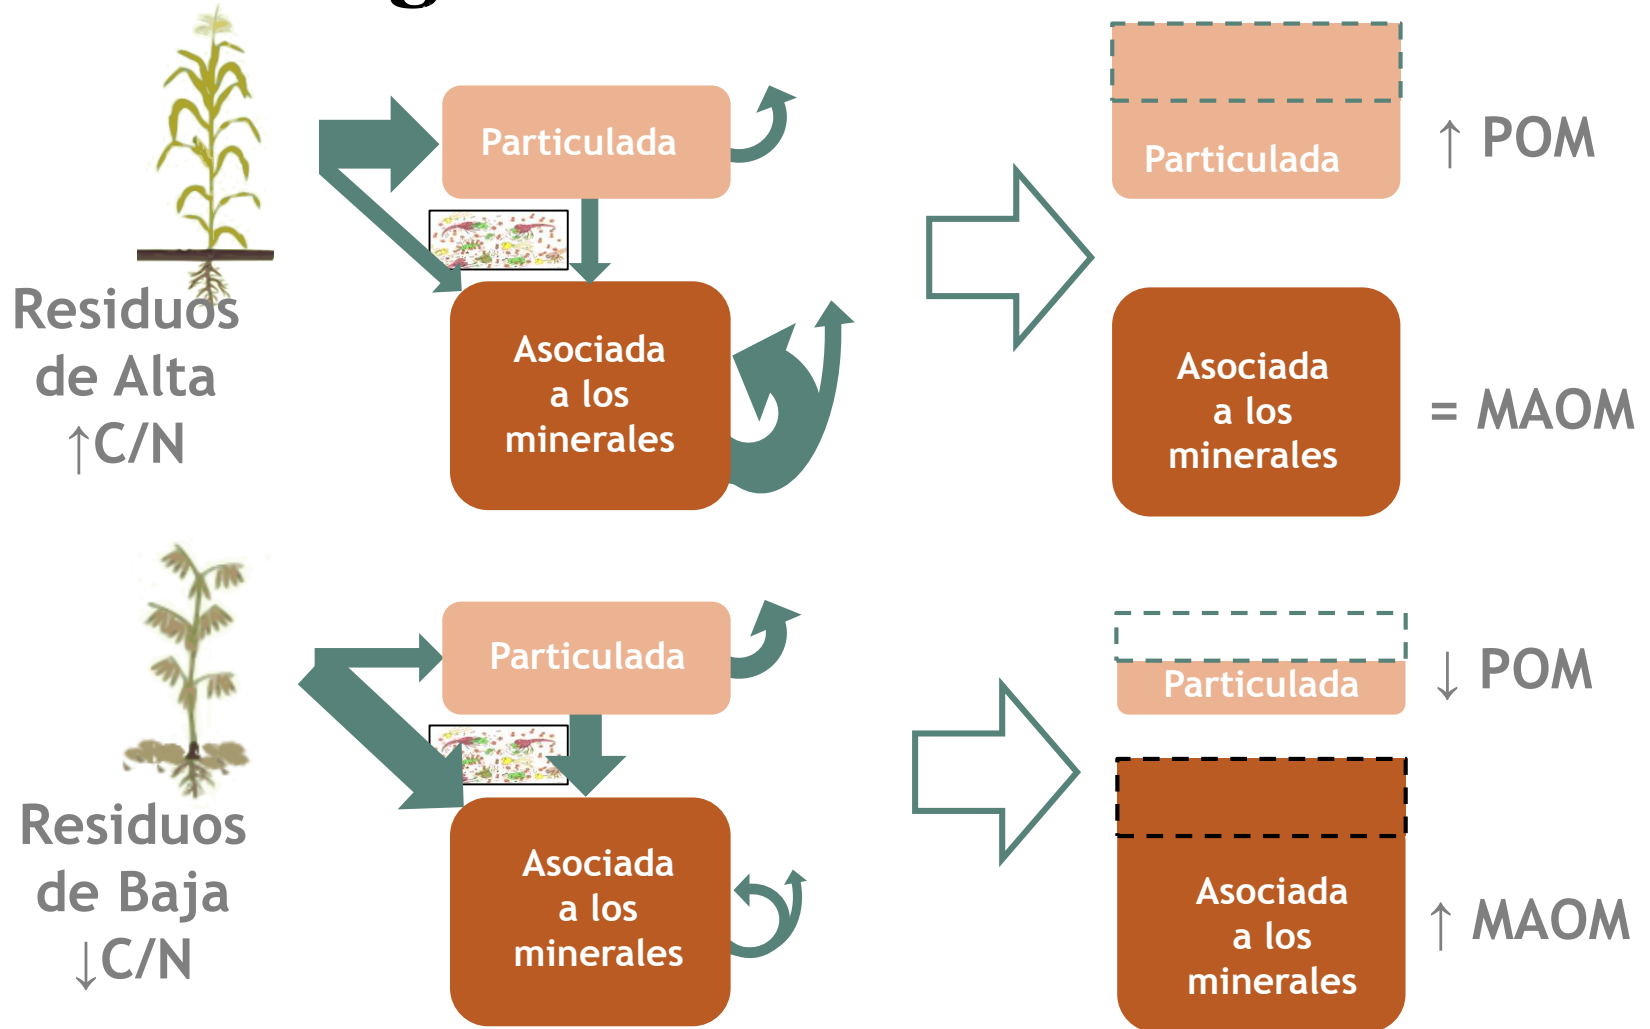 Particulada
Asociada
a los
minerales
Residuos
de Alta
↑C/N
Particulada
↑ POM
Asociada
a los
minerales
= MAOM
Particulada
Asociada
a los
minerales
Residuos
de Baja
↓C/N
Particulada
↓ POM
Asociada
a los
minerales
↑ MAOM